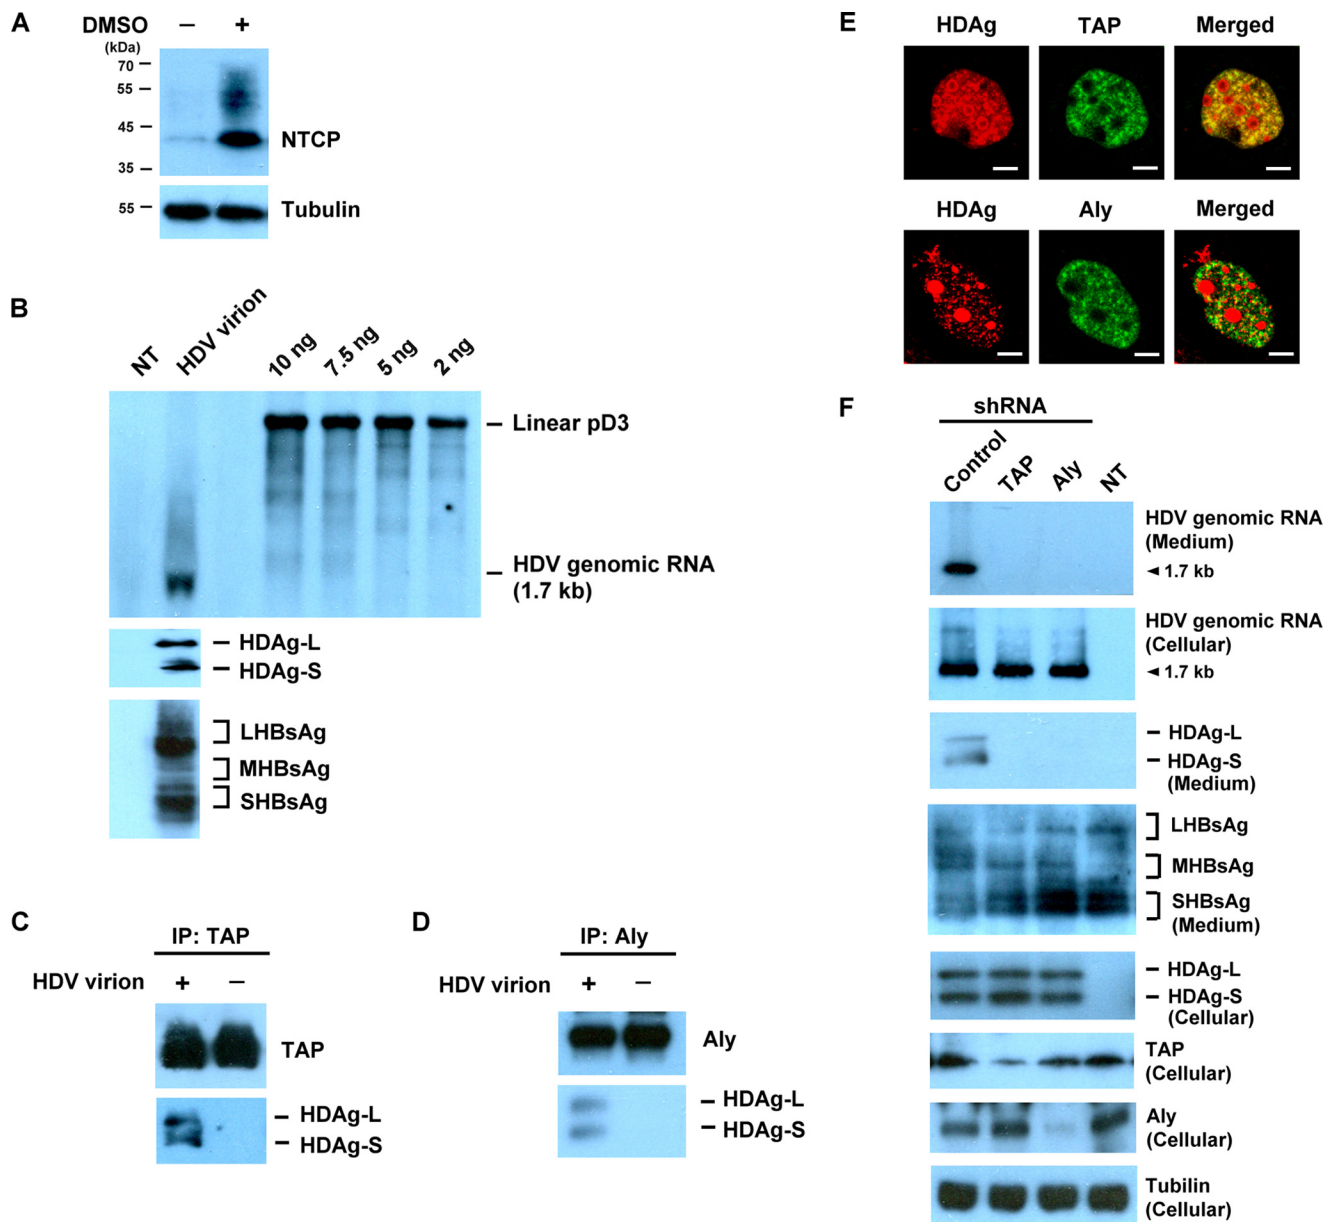 A
DMSO − +
(kDa)
70
55
45
35
NTCP
55
Tubulin
B
NT
HDV virion
10 ng
7.5 ng
5 ng
2 ng
Linear pD3
HDV genomic RNA
(1.7 kb)
HDAg-L
HDAg-S
LHBsAg
MHBsAg
SHBsAg
C
IP: TAP
HDV virion + −
TAP
HDAg-L
HDAg-S
D
IP: Aly
HDV virion + −
Aly
HDAg-L
HDAg-S
E
HDAg TAP Merged
HDAg Aly Merged
F
shRNA
Control
TAP
Aly
NT
HDV genomic RNA
(Medium)
1.7 kb
HDV genomic RNA
(Cellular)
1.7 kb
HDAg-L
HDAg-S
(Medium)
LHBsAg
MHBsAg
SHBsAg
(Medium)
HDAg-L
HDAg-S
(Cellular)
TAP
(Cellular)
Aly
(Cellular)
Tubilin
(Cellular)